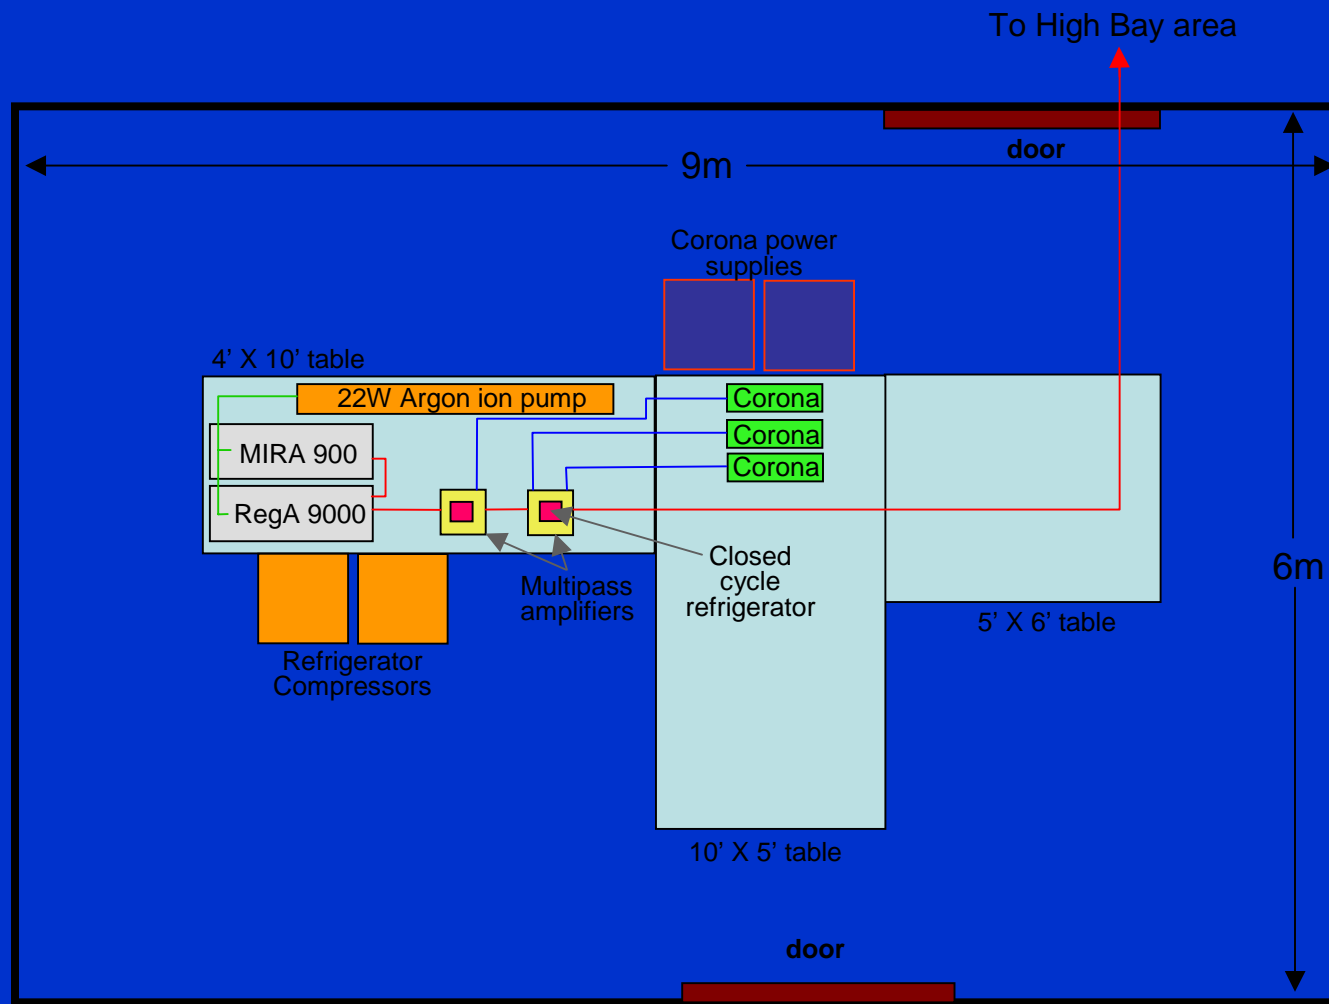 To High Bay area
door
9m
Corona power
supplies
4’ X 10’ table
22W Argon ion pump
Corona
MIRA 900
Corona
Corona
RegA 9000
Closed
cycle
refrigerator
Multipass
amplifiers
6m
5’ X 6’ table
Refrigerator
Compressors
10’ X 5’ table
door